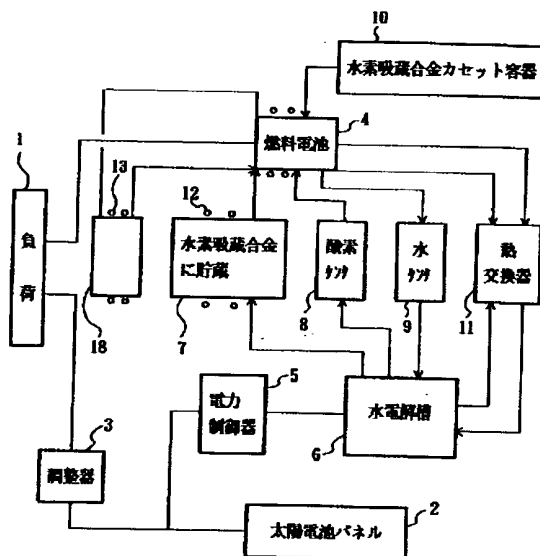 10
水素吸蔵合金カセット容器
4
燃料電池
1
負荷
13
18
12
水素吸蔵合金
に貯蔵
7
酸素
タンク
8
水
タンク
9
熱
交換器
11
5
電力
制御器
水電解槽
6
3
調整器
太陽電池パネル
2